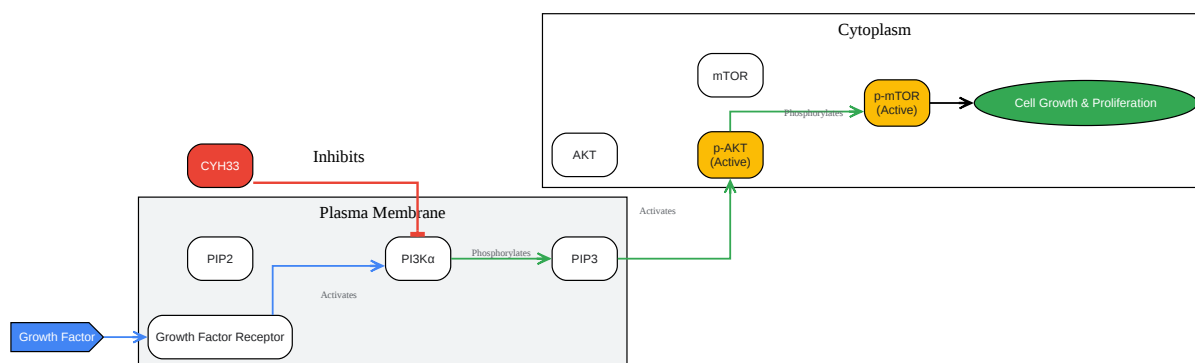 Cytoplasm
mTOR
p-mTOR
(Active)
Cell Growth & Proliferation
Phosphorylates
AKT
p-AKT
(Active)
CYH33
Inhibits
Plasma Membrane
Activates
PIP2
PI3Kα
Phosphorylates
PIP3
Activates
Growth Factor
Growth Factor Receptor